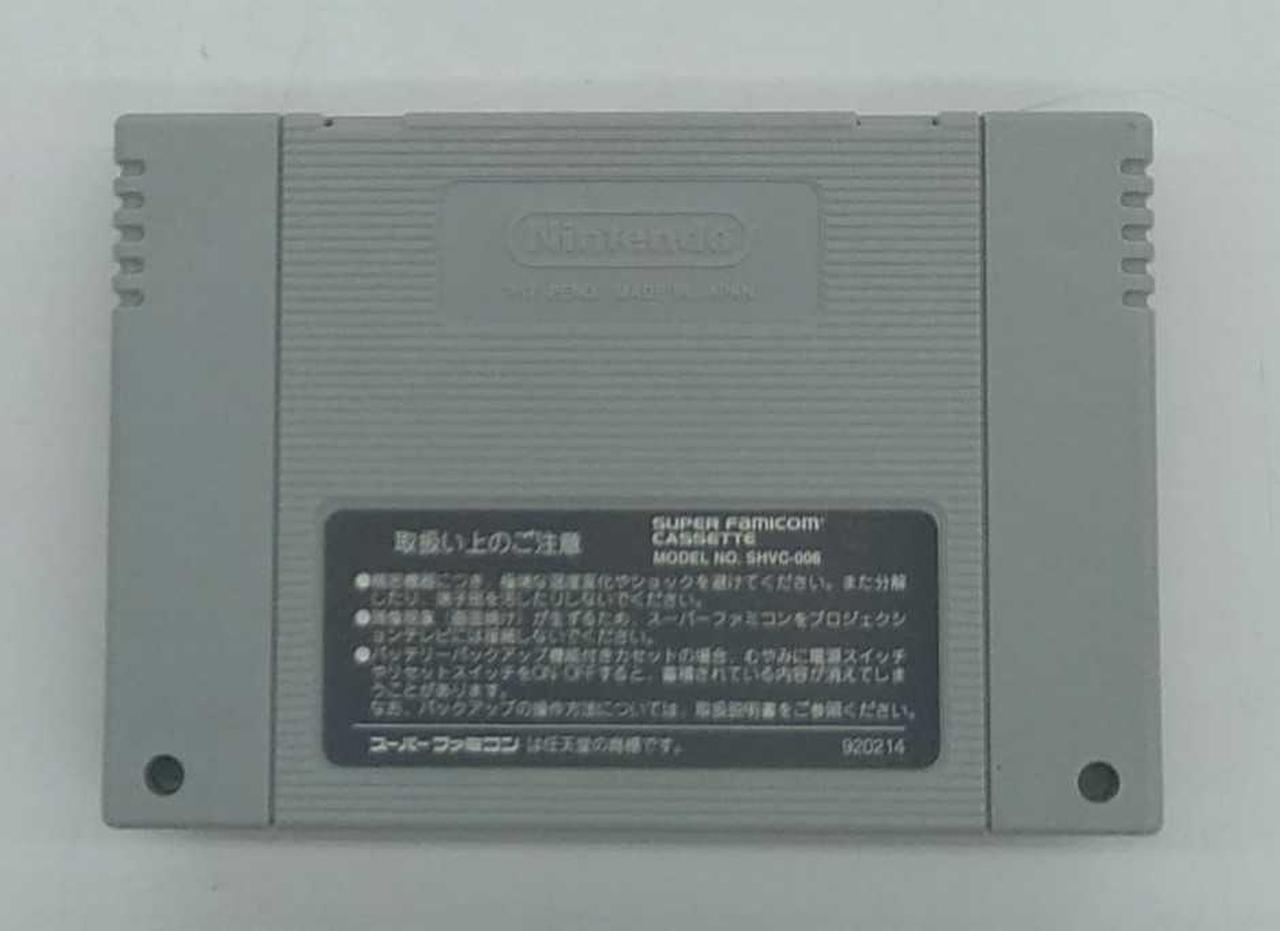 Nintendo
PAT. PEND. MADE IN JAPAN
取扱い上のご注意
SUPER FAMICOM
CASSETTE
MODEL NO. SHVC-006
●精密機器につき、極端な温度変化やショックを避けてください。また分解
したり、端子部を汚したりしないでください。
●残像現象（画面焼け）が生ずるため、スーパーファミコンをプロジェクシ
ョンテレビには接続しないでください。
●バッテリーバックアップ機能付きカセットの場合、むやみに電源スイッチ
やリセットスイッチをON/OFFすると、蓄積されている内容が消えてしま
うことがあります。
なお、バックアップの操作方法については、取扱説明書をご参照ください。
スーパーファミコンは任天堂の商標です。
920214